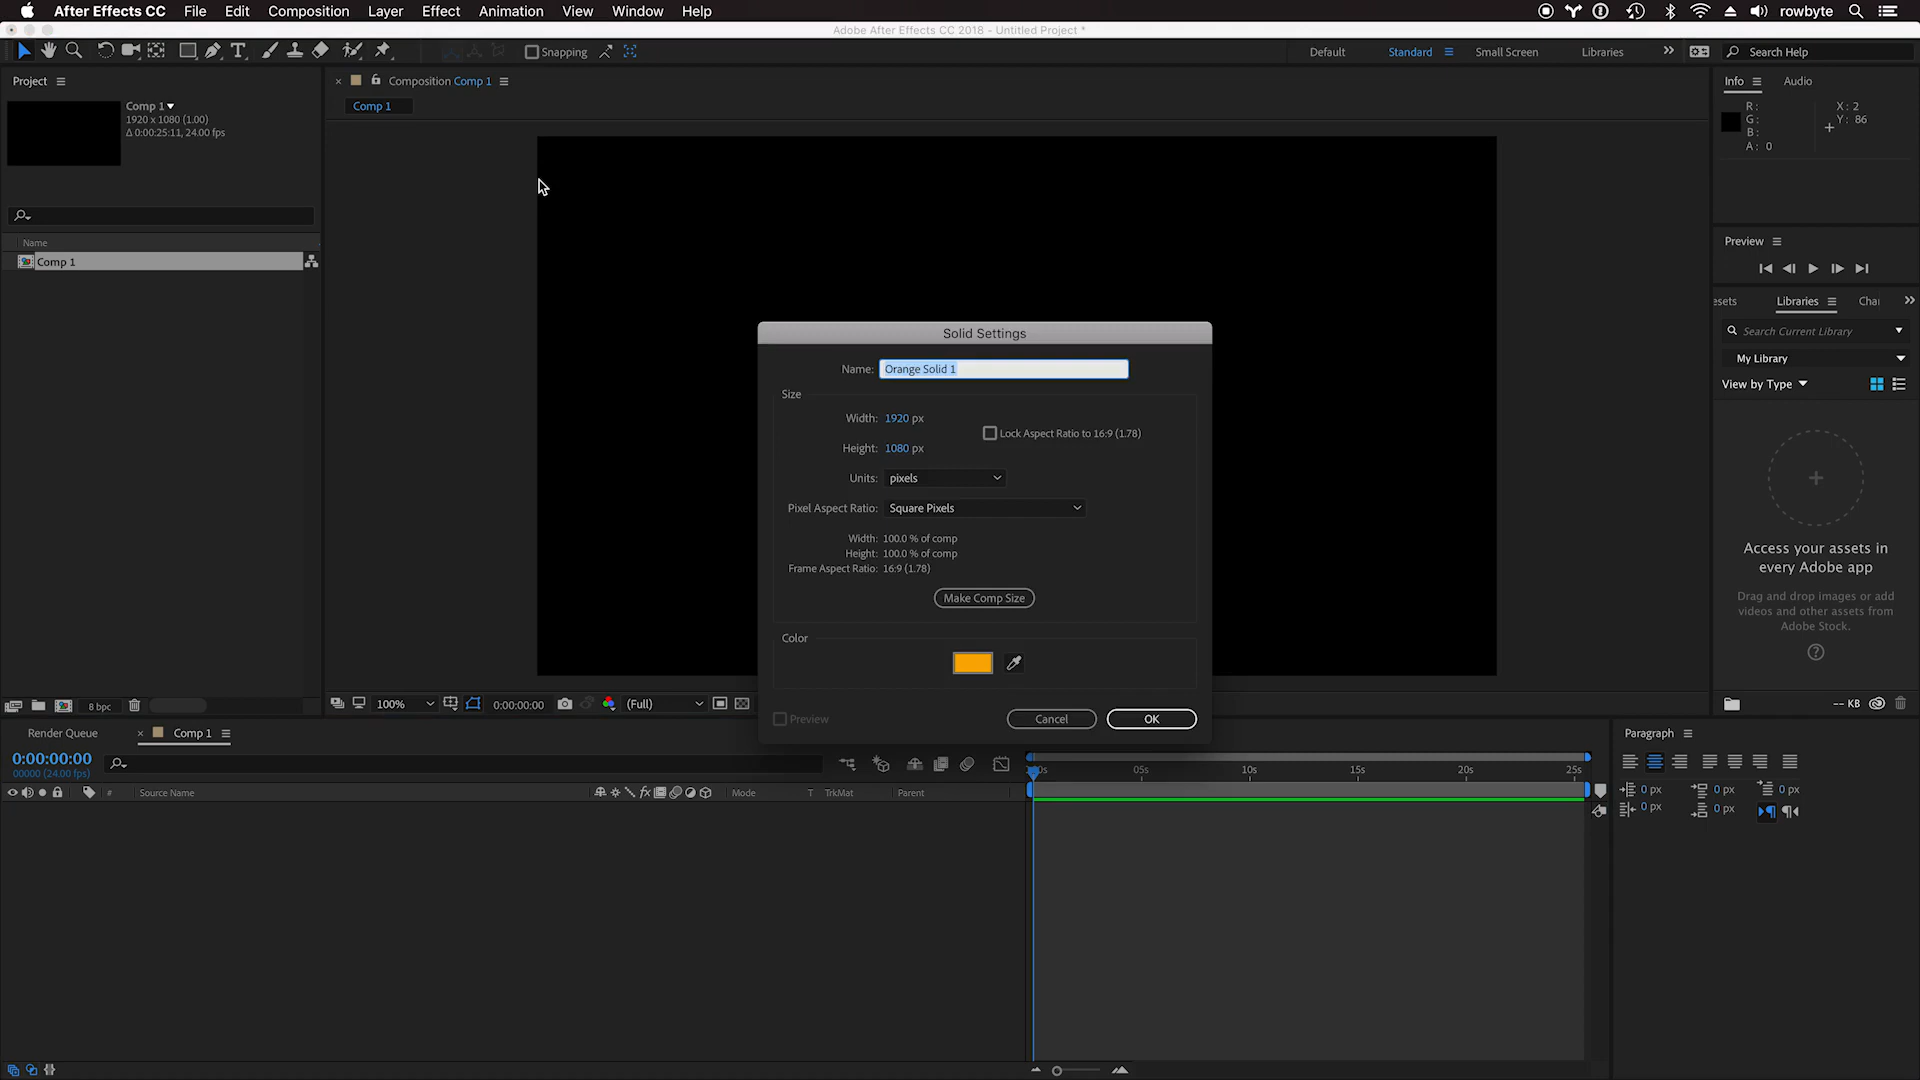 After Effects CC File Edit Composition Layer Effect Animation View Window Help rowbyte
Adobe After Effects CC 2018 - Untitled Project *
Snapping Default Standard Small Screen Libraries Search Help
Project
Comp 1
1920 x 1080 (1.00)
Δ 0:00:25:11, 24.00 fps
Name
Comp 1
8 bpc
Composition Comp 1
Comp 1
100% 0:00:00:00 (Full)
Solid Settings
Name: Orange Solid 1
Size
Width: 1920 px
Lock Aspect Ratio to 16:9 (1.78)
Height: 1080 px
Units: pixels
Pixel Aspect Ratio: Square Pixels
Width: 100.0 % of comp
Height: 100.0 % of comp
Frame Aspect Ratio: 16:9 (1.78)
Make Comp Size
Color
Preview Cancel OK
Info Audio
R: X: 2
G: Y: 86
B:
A: 0
Preview
esets Libraries Cha
Search Current Library
My Library
View by Type
Access your assets in
every Adobe app
Drag and drop images or add
videos and other assets from
Adobe Stock.
-- KB
Render Queue Comp 1
0:00:00:00
00000 (24.00 fps)
# Source Name Mode T TrkMat Parent
05s 10s 15s 20s 25s
Paragraph
0 px 0 px 0 px
0 px 0 px